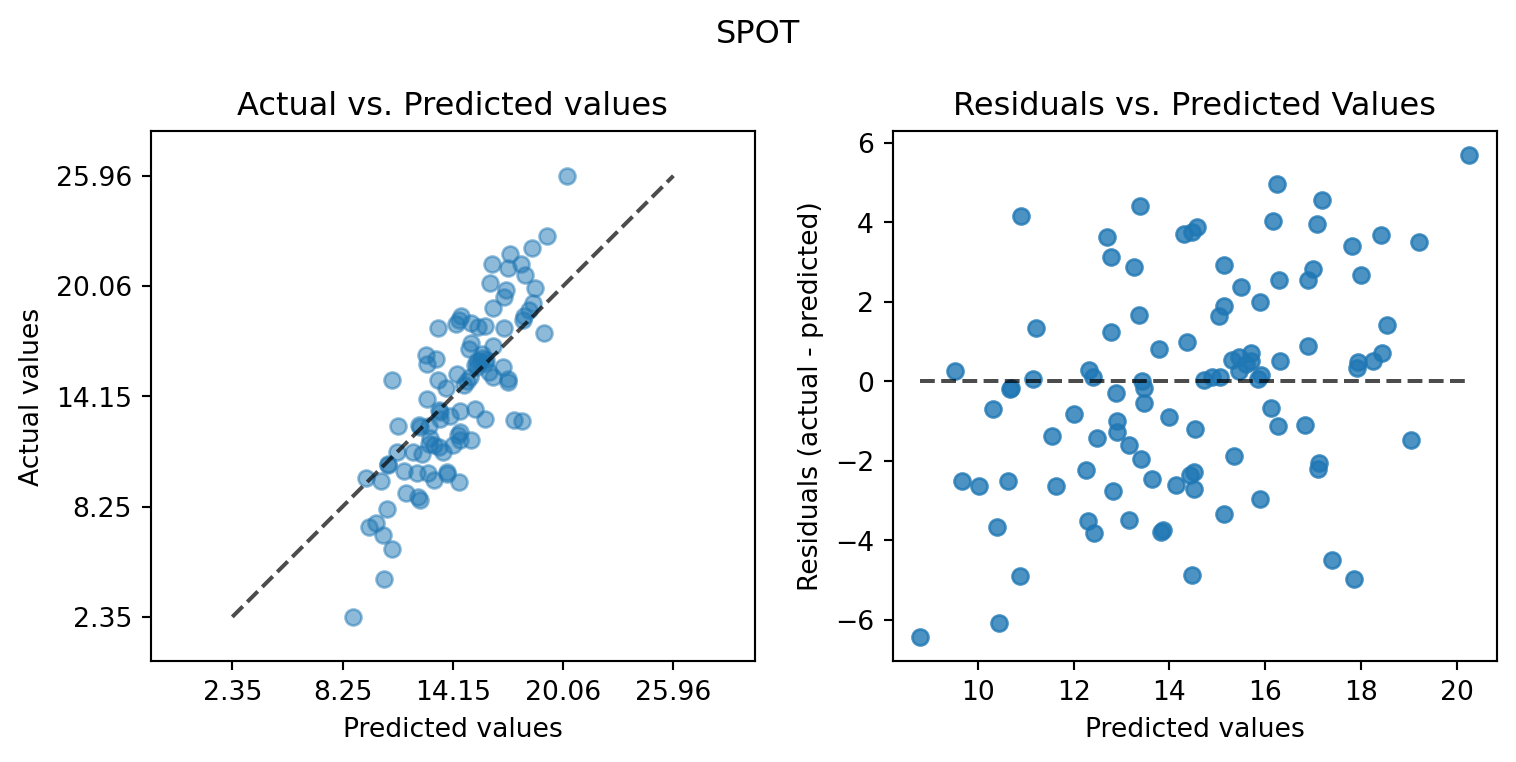 SPOT
Actual vs. Predicted values
25.96
20.06
14.15
8.25
2.35
Actual values
2.35 8.25 14.15 20.06 25.96
Predicted values
Residuals vs. Predicted Values
6
4
2
0
−2
−4
−6
Residuals (actual - predicted)
10 12 14 16 18 20
Predicted values